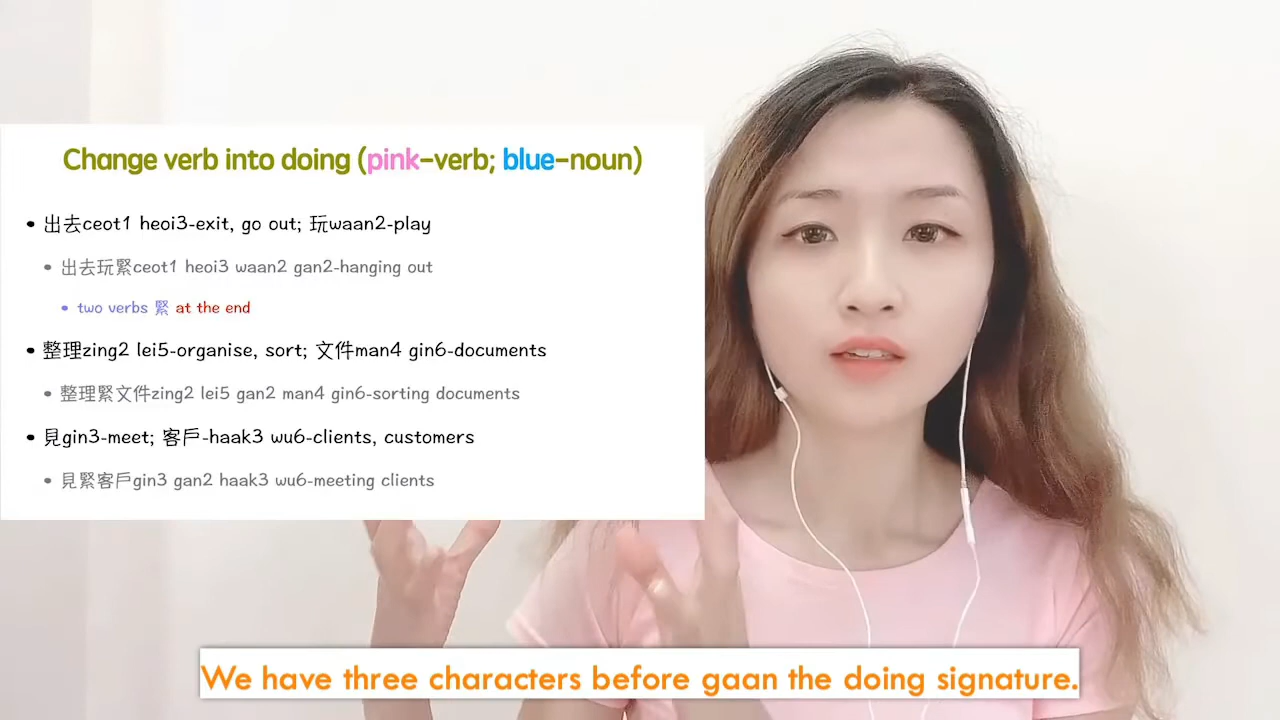 Change verb into doing (pink-verb; blue-noun)
• 出去ceot1 heoi3-exit, go out; 玩waan2-play
• 出去玩緊ceot1 heoi3 waan2 gan2-hanging out
• two verbs 緊 at the end
• 整理zing2 lei5-organise, sort; 文件man4 gin6-documents
• 整理緊文件zing2 lei5 gan2 man4 gin6-sorting documents
• 見gin3-meet; 客戶-haak3 wu6-clients, customers
• 見緊客戶gin3 gan2 haak3 wu6-meeting clients
We have three characters before gaan the doing signature.